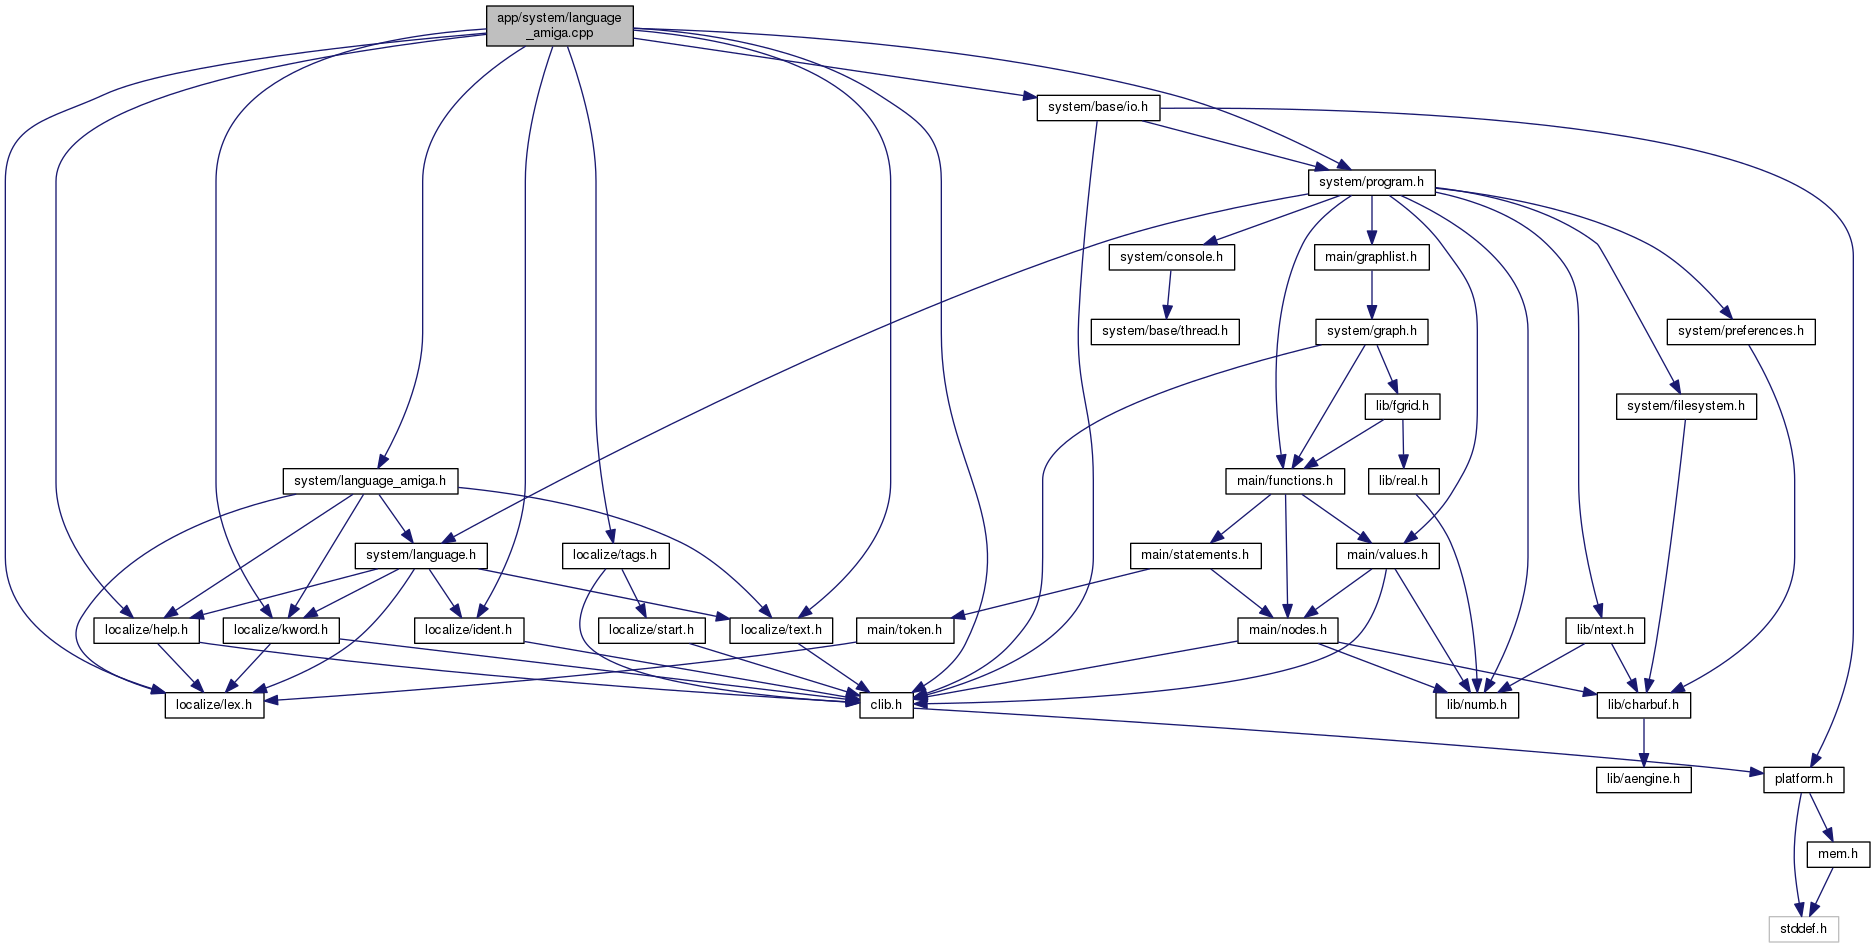 app/system/language
_amiga.cpp
system/base/io.h
system/program.h
system/console.h
main/graphlist.h
system/base/thread.h
system/graph.h
system/preferences.h
lib/fgrid.h
system/filesystem.h
system/language_amiga.h
main/functions.h
lib/real.h
system/language.h
localize/tags.h
main/statements.h
main/values.h
localize/help.h
localize/kword.h
localize/ident.h
localize/start.h
localize/text.h
main/token.h
main/nodes.h
lib/ntext.h
localize/lex.h
clib.h
lib/numb.h
lib/charbuf.h
lib/aengine.h
platform.h
mem.h
stddef.h